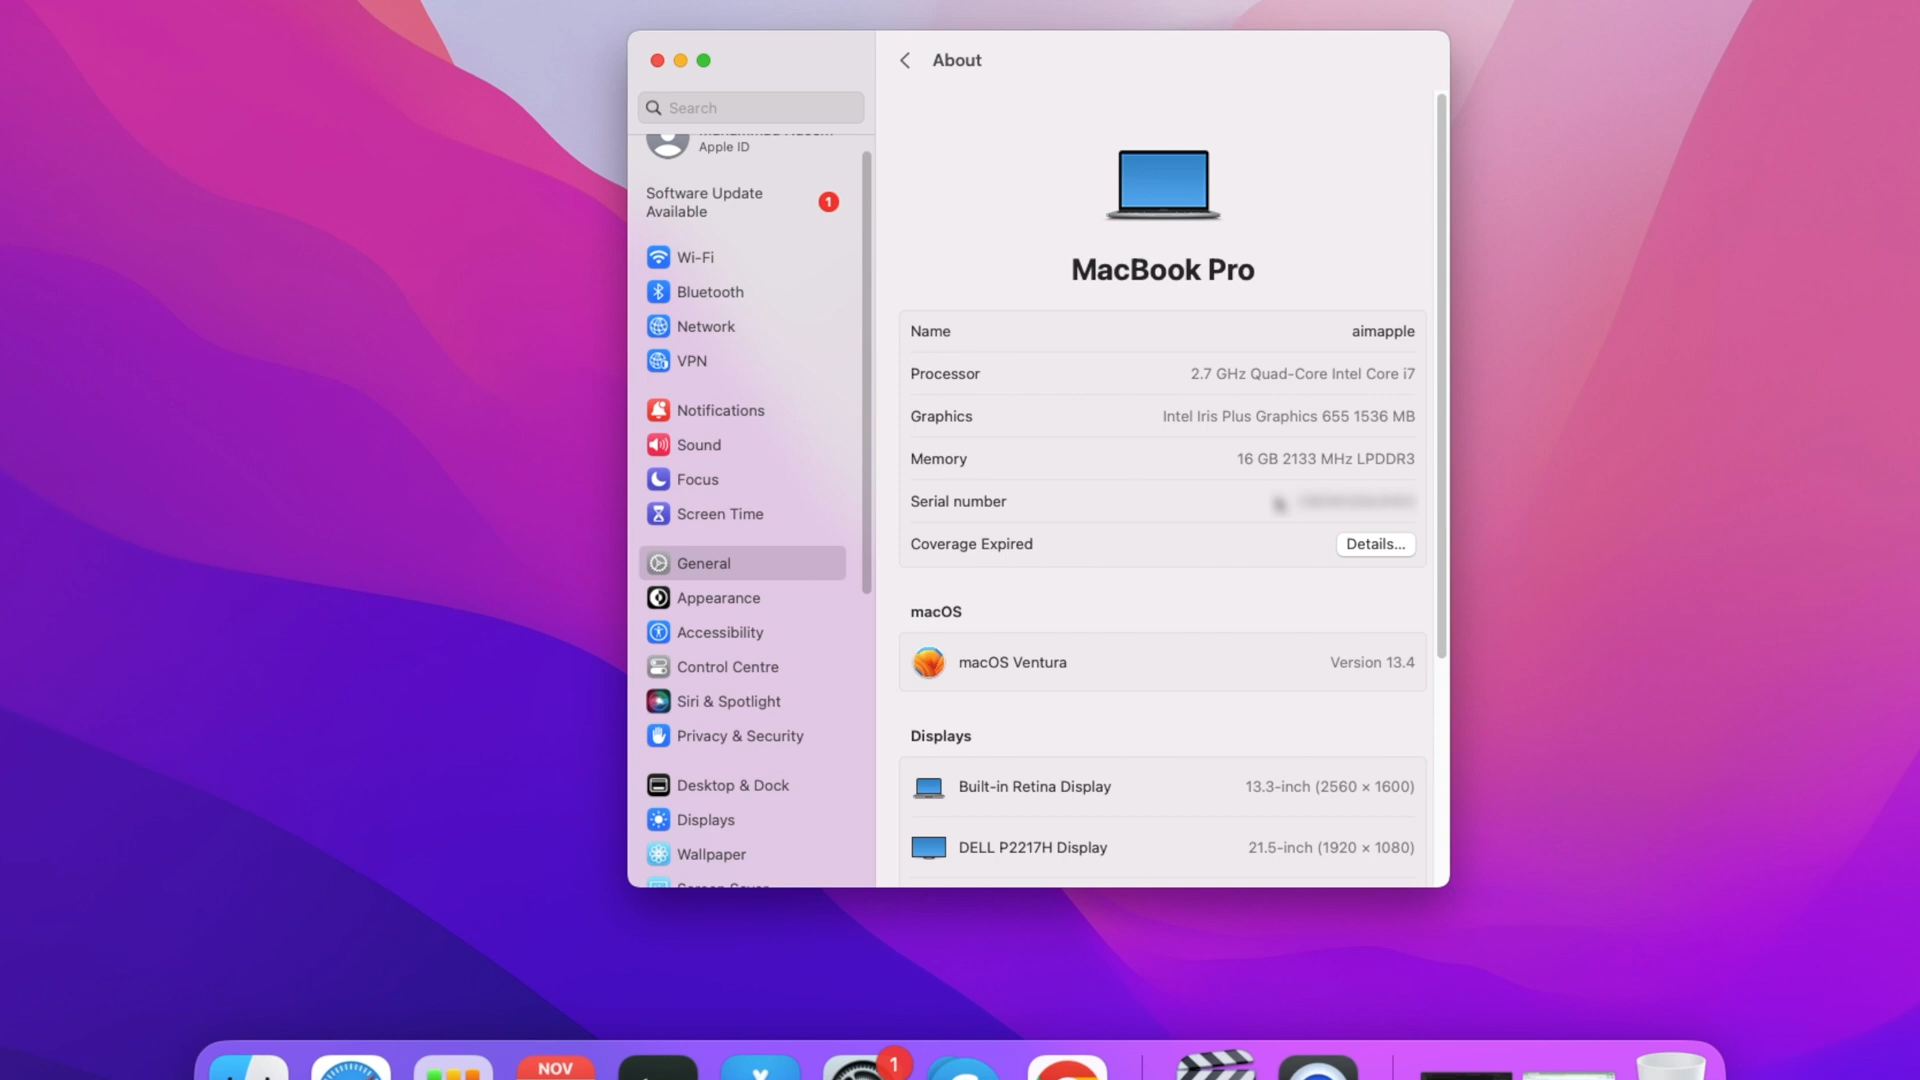 About
Search
Apple ID
Software Update
Available
1
Wi-Fi
Bluetooth
Network
VPN
Notifications
Sound
Focus
Screen Time
General
Appearance
Accessibility
Control Centre
Siri & Spotlight
Privacy & Security
Desktop & Dock
Displays
Wallpaper
MacBook Pro
Name aimapple
Processor 2.7 GHz Quad-Core Intel Core i7
Graphics Intel Iris Plus Graphics 655 1536 MB
Memory 16 GB 2133 MHz LPDDR3
Serial number
Coverage Expired Details...
macOS
macOS Ventura Version 13.4
Displays
Built-in Retina Display 13.3-inch (2560 × 1600)
DELL P2217H Display 21.5-inch (1920 × 1080)
NOV
1